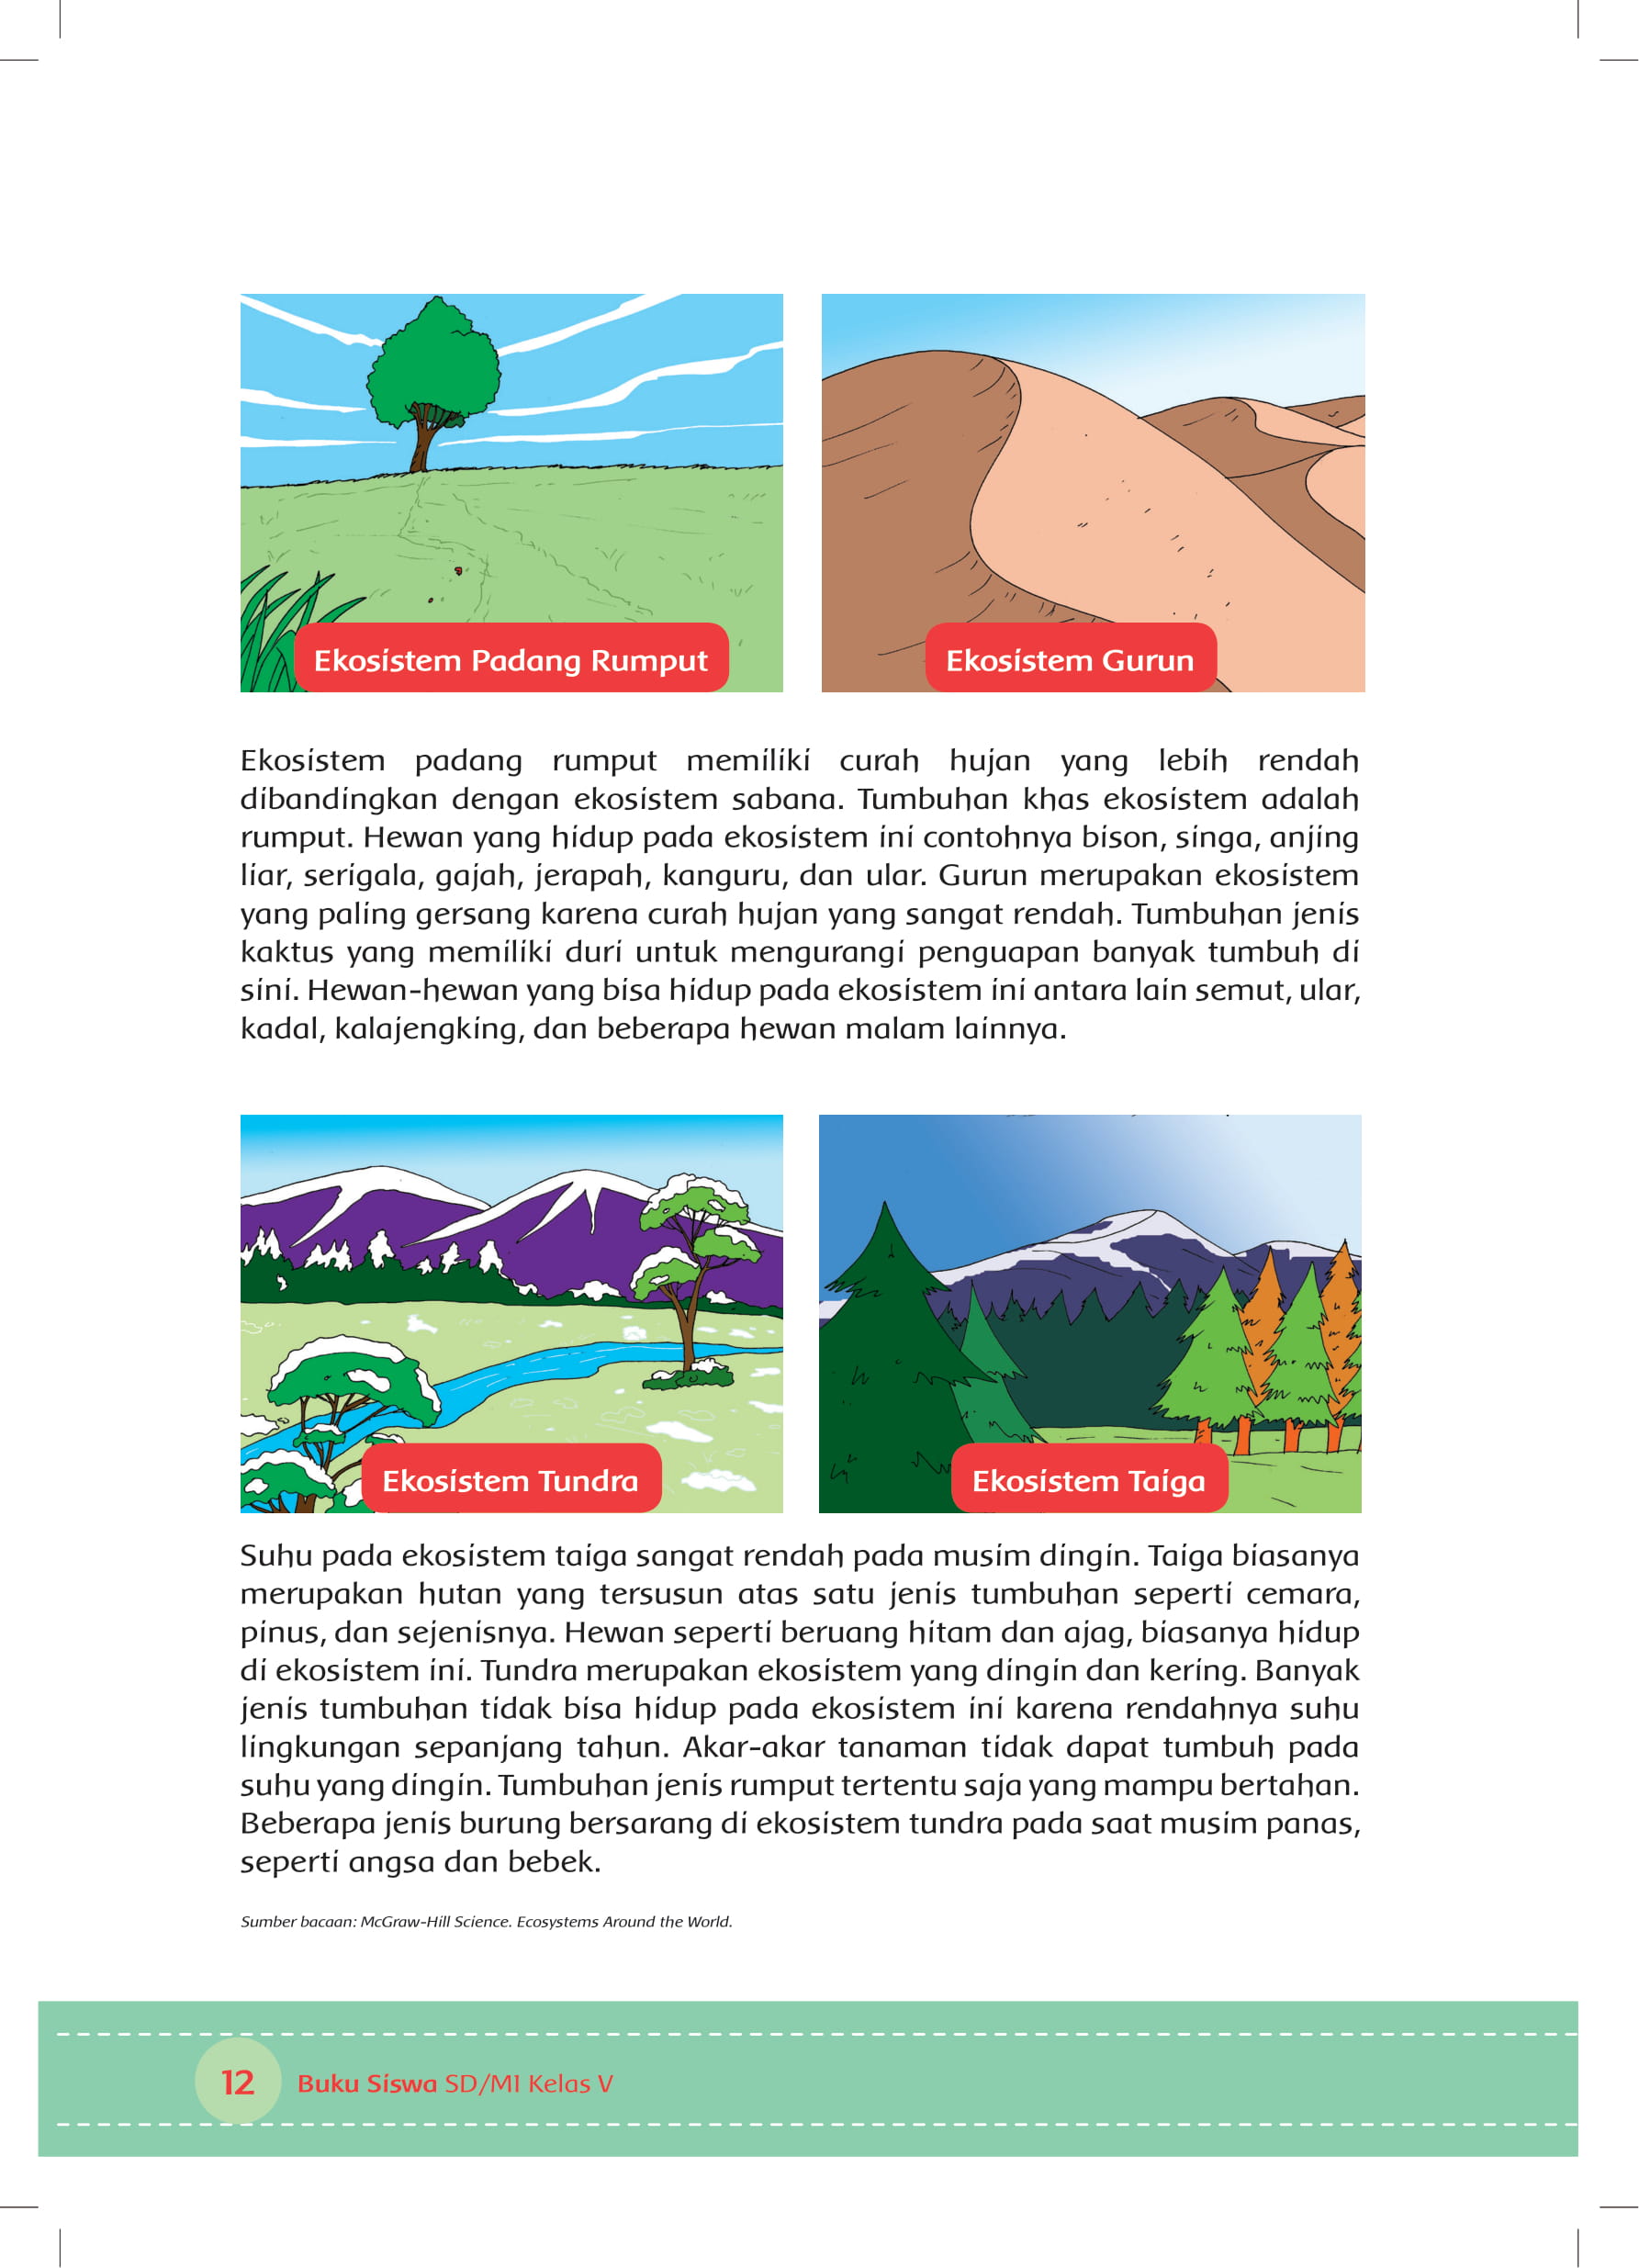 Ekosistem Padang Rumput
Ekosistem Gurun
Ekosistem padang rumput memiliki curah hujan yang lebih rendah
dibandingkan dengan ekosistem sabana. Tumbuhan khas ekosistem adalah
rumput. Hewan yang hidup pada ekosistem ini contohnya bison, singa, anjing
liar, serigala, gajah, jerapah, kanguru, dan ular. Gurun merupakan ekosistem
yang paling gersang karena curah hujan yang sangat rendah. Tumbuhan jenis
kaktus yang memiliki duri untuk mengurangi penguapan banyak tumbuh di
sini. Hewan-hewan yang bisa hidup pada ekosistem ini antara lain semut, ular,
kadal, kalajengking, dan beberapa hewan malam lainnya.
Ekosistem Tundra
Ekosistem Taiga
Suhu pada ekosistem taiga sangat rendah pada musim dingin. Taiga biasanya
merupakan hutan yang tersusun atas satu jenis tumbuhan seperti cemara,
pinus, dan sejenisnya. Hewan seperti beruang hitam dan ajag, biasanya hidup
di ekosistem ini. Tundra merupakan ekosistem yang dingin dan kering. Banyak
jenis tumbuhan tidak bisa hidup pada ekosistem ini karena rendahnya suhu
lingkungan sepanjang tahun. Akar-akar tanaman tidak dapat tumbuh pada
suhu yang dingin. Tumbuhan jenis rumput tertentu saja yang mampu bertahan.
Beberapa jenis burung bersarang di ekosistem tundra pada saat musim panas,
seperti angsa dan bebek.
Sumber bacaan: McGraw-Hill Science. Ecosystems Around the World.
12 Buku Siswa SD/MI Kelas V